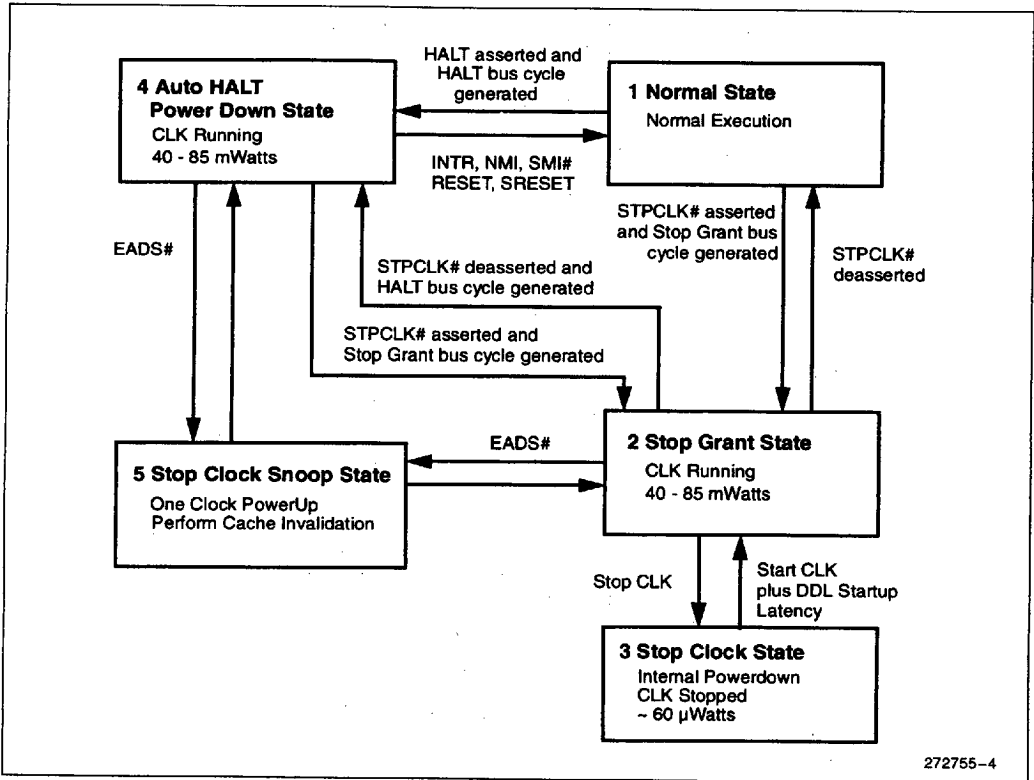 HALT asserted and
HALT bus cycle
generated
4 Auto HALT
Power Down State
CLK Running
40 - 85 mWatts
1 Normal State
Normal Execution
INTR, NMI, SMI#
RESET, SRESET
STPCLK# asserted
and Stop Grant bus
cycle generated
STPCLK#
deasserted
EADS#
STPCLK# deasserted and
HALT bus cycle generated
STPCLK# asserted and
Stop Grant bus cycle generated
EADS#
2 Stop Grant State
CLK Running
40 - 85 mWatts
5 Stop Clock Snoop State
One Clock PowerUp
Perform Cache Invalidation
Stop CLK
Start CLK
plus DDL Startup
Latency
3 Stop Clock State
Internal Powerdown
CLK Stopped
~ 60 µWatts
272755–4